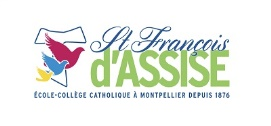 St François
d'ASSISE
ÉCOLE-COLLÈGE CATHOLIQUE À MONTPELLIER DEPUIS 1876